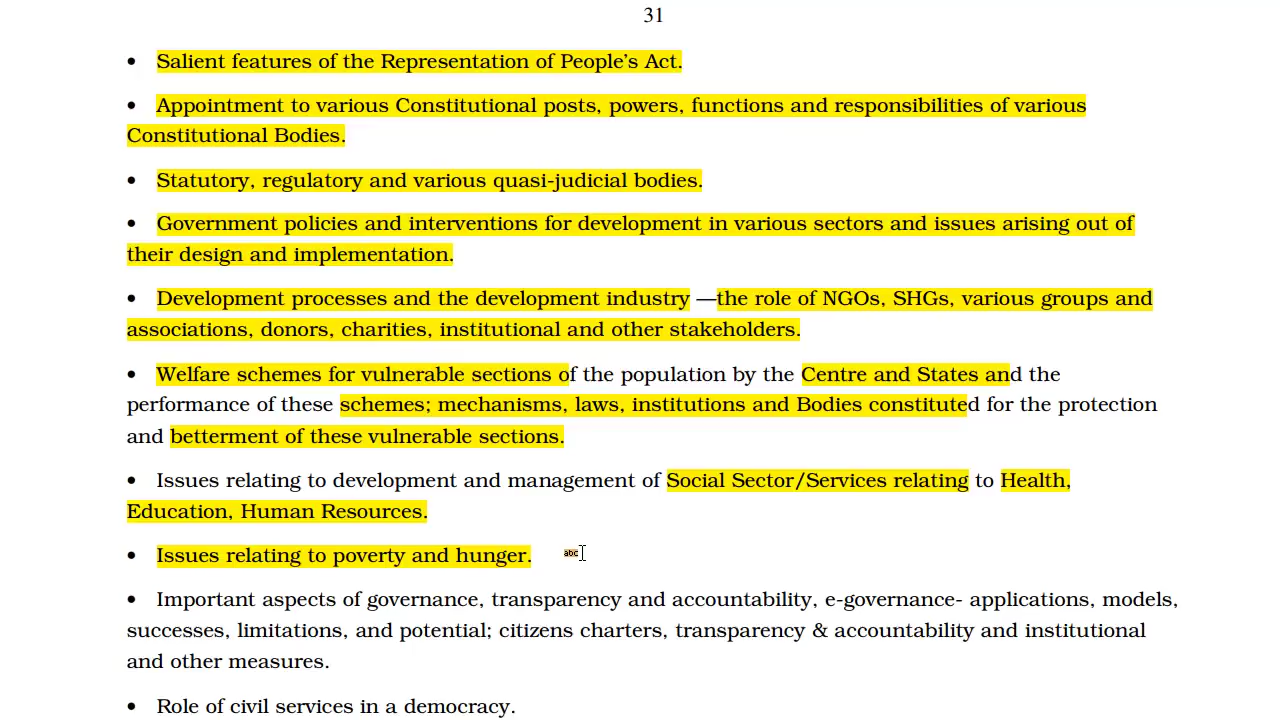 31
• Salient features of the Representation of People’s Act.
• Appointment to various Constitutional posts, powers, functions and responsibilities of various
Constitutional Bodies.
• Statutory, regulatory and various quasi-judicial bodies.
• Government policies and interventions for development in various sectors and issues arising out of
their design and implementation.
• Development processes and the development industry —the role of NGOs, SHGs, various groups and
associations, donors, charities, institutional and other stakeholders.
• Welfare schemes for vulnerable sections of the population by the Centre and States and the
performance of these schemes; mechanisms, laws, institutions and Bodies constituted for the protection
and betterment of these vulnerable sections.
• Issues relating to development and management of Social Sector/Services relating to Health,
Education, Human Resources.
• Issues relating to poverty and hunger. abc
• Important aspects of governance, transparency and accountability, e-governance- applications, models,
successes, limitations, and potential; citizens charters, transparency & accountability and institutional
and other measures.
• Role of civil services in a democracy.